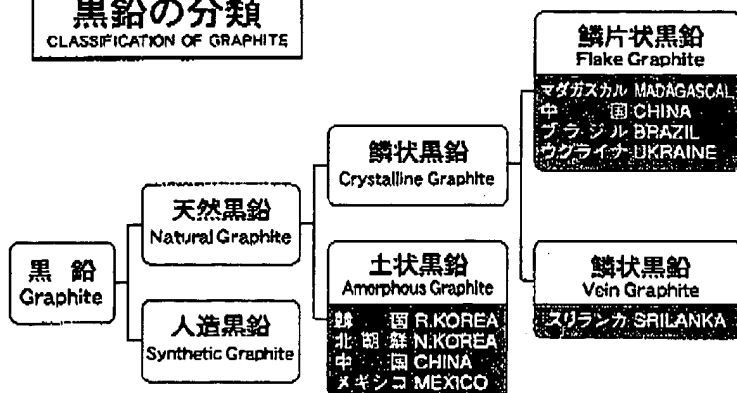 黒鉛の分類
CLASSIFICATION OF GRAPHITE
黒 鉛
Graphite
天然黒鉛
Natural Graphite
人造黒鉛
Synthetic Graphite
鱗状黒鉛
Crystalline Graphite
土状黒鉛
Amorphous Graphite
韓 国 R.KOREA
北 朝 鮮 N.KOREA
中 国 CHINA
メキシコ MEXICO
鱗片状黒鉛
Flake Graphite
マダガスカル MADAGASCAL
中 国 CHINA
ブラジル BRAZIL
ウクライナ UKRAINE
鱗状黒鉛
Vein Graphite
スリランカ SRILANKA